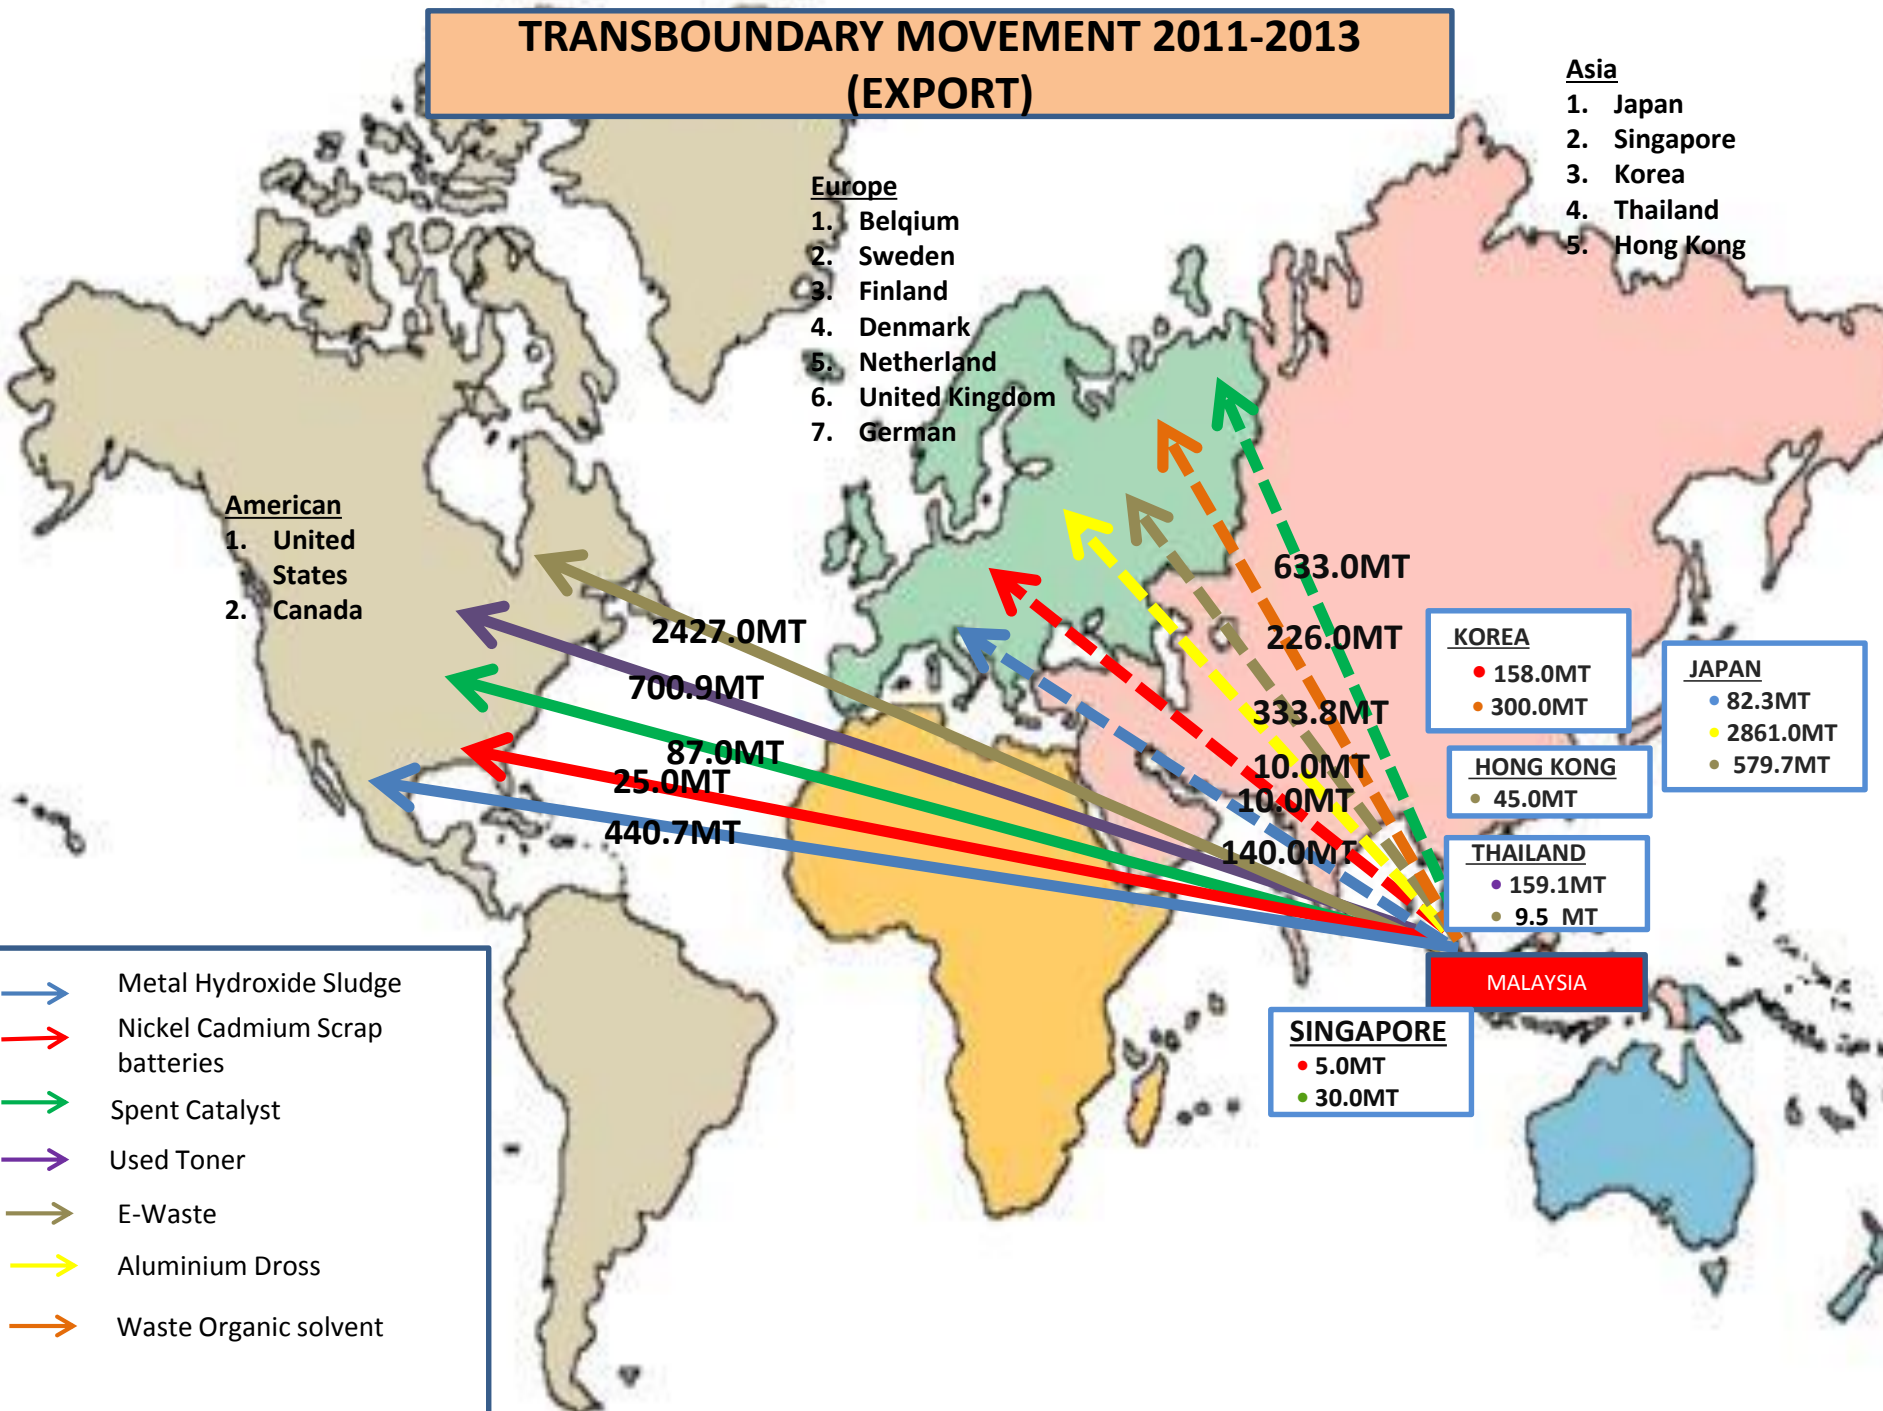 TRANSBOUNDARY MOVEMENT 2011-2013
(EXPORT)
Asia
1. Japan
2. Singapore
3. Korea
4. Thailand
5. Hong Kong
Europe
1. Belqium
2. Sweden
3. Finland
4. Denmark
5. Netherland
6. United Kingdom
7. German
American
1. United
States
2. Canada
2427.0MT
700.9MT
87.0MT
25.0MT
440.7MT
633.0MT
226.0MT
333.8MT
10.0MT
10.0MT
140.0MT
KOREA
• 158.0MT
• 300.0MT
JAPAN
• 82.3MT
• 2861.0MT
• 579.7MT
HONG KONG
• 45.0MT
THAILAND
• 159.1MT
• 9.5 MT
MALAYSIA
SINGAPORE
• 5.0MT
• 30.0MT
Metal Hydroxide Sludge
Nickel Cadmium Scrap
batteries
Spent Catalyst
Used Toner
E-Waste
Aluminium Dross
Waste Organic solvent